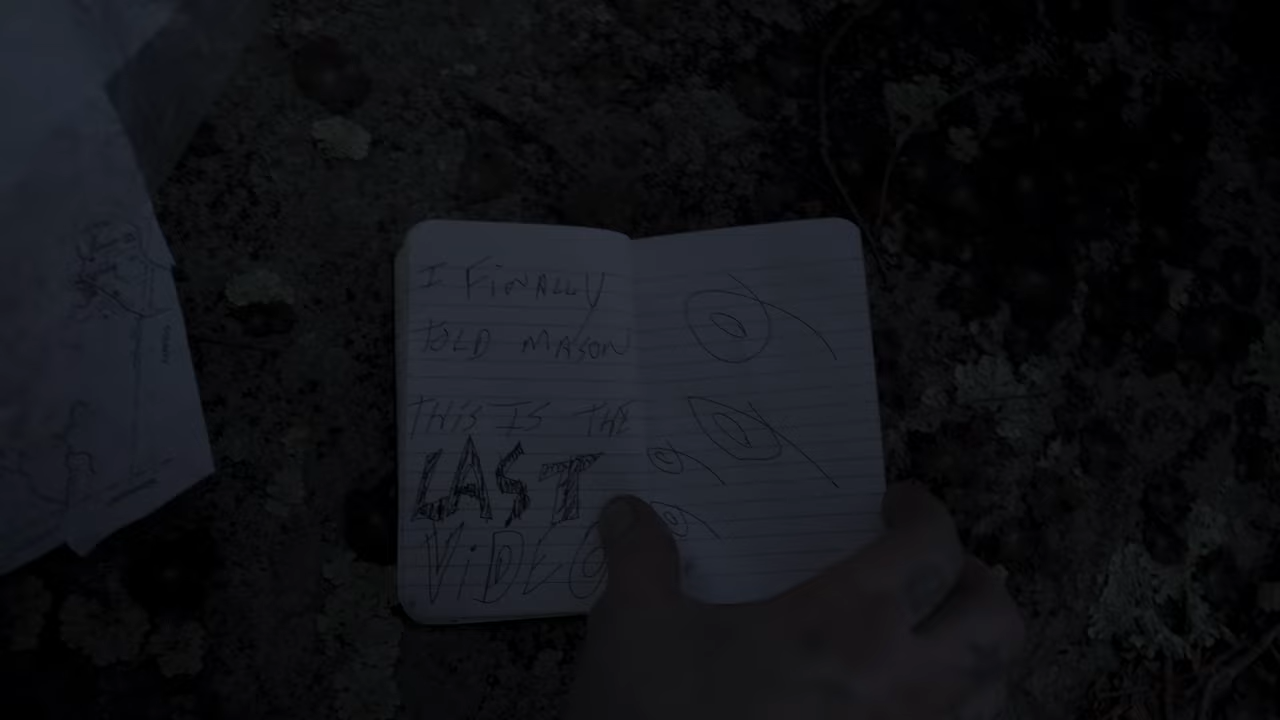 I FiNALLY
TOLD MASON
THiS IS THE
LAST
ViDEO